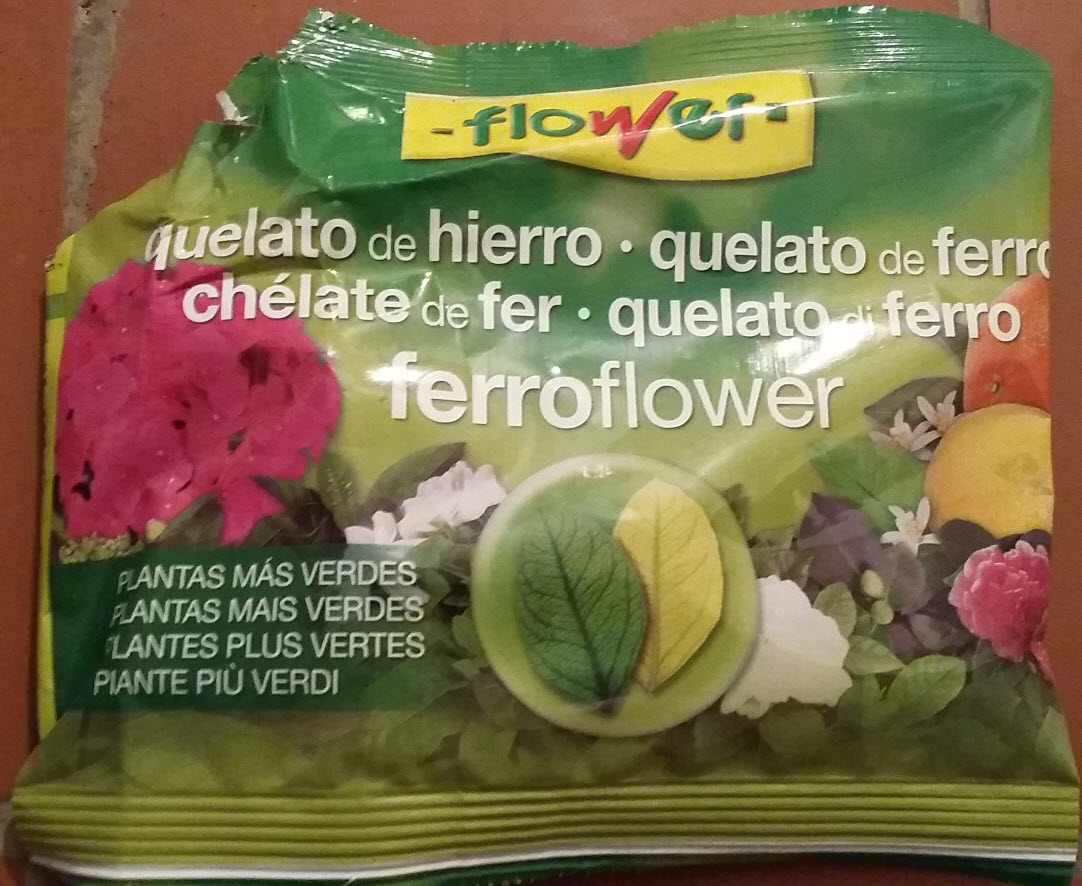 -flower-
quelato de hierro · quelato de ferro
chélate de fer · quelato di ferro
ferroflower
PLANTAS MÁS VERDES
PLANTAS MAIS VERDES
PLANTES PLUS VERTES
PIANTE PIÙ VERDI